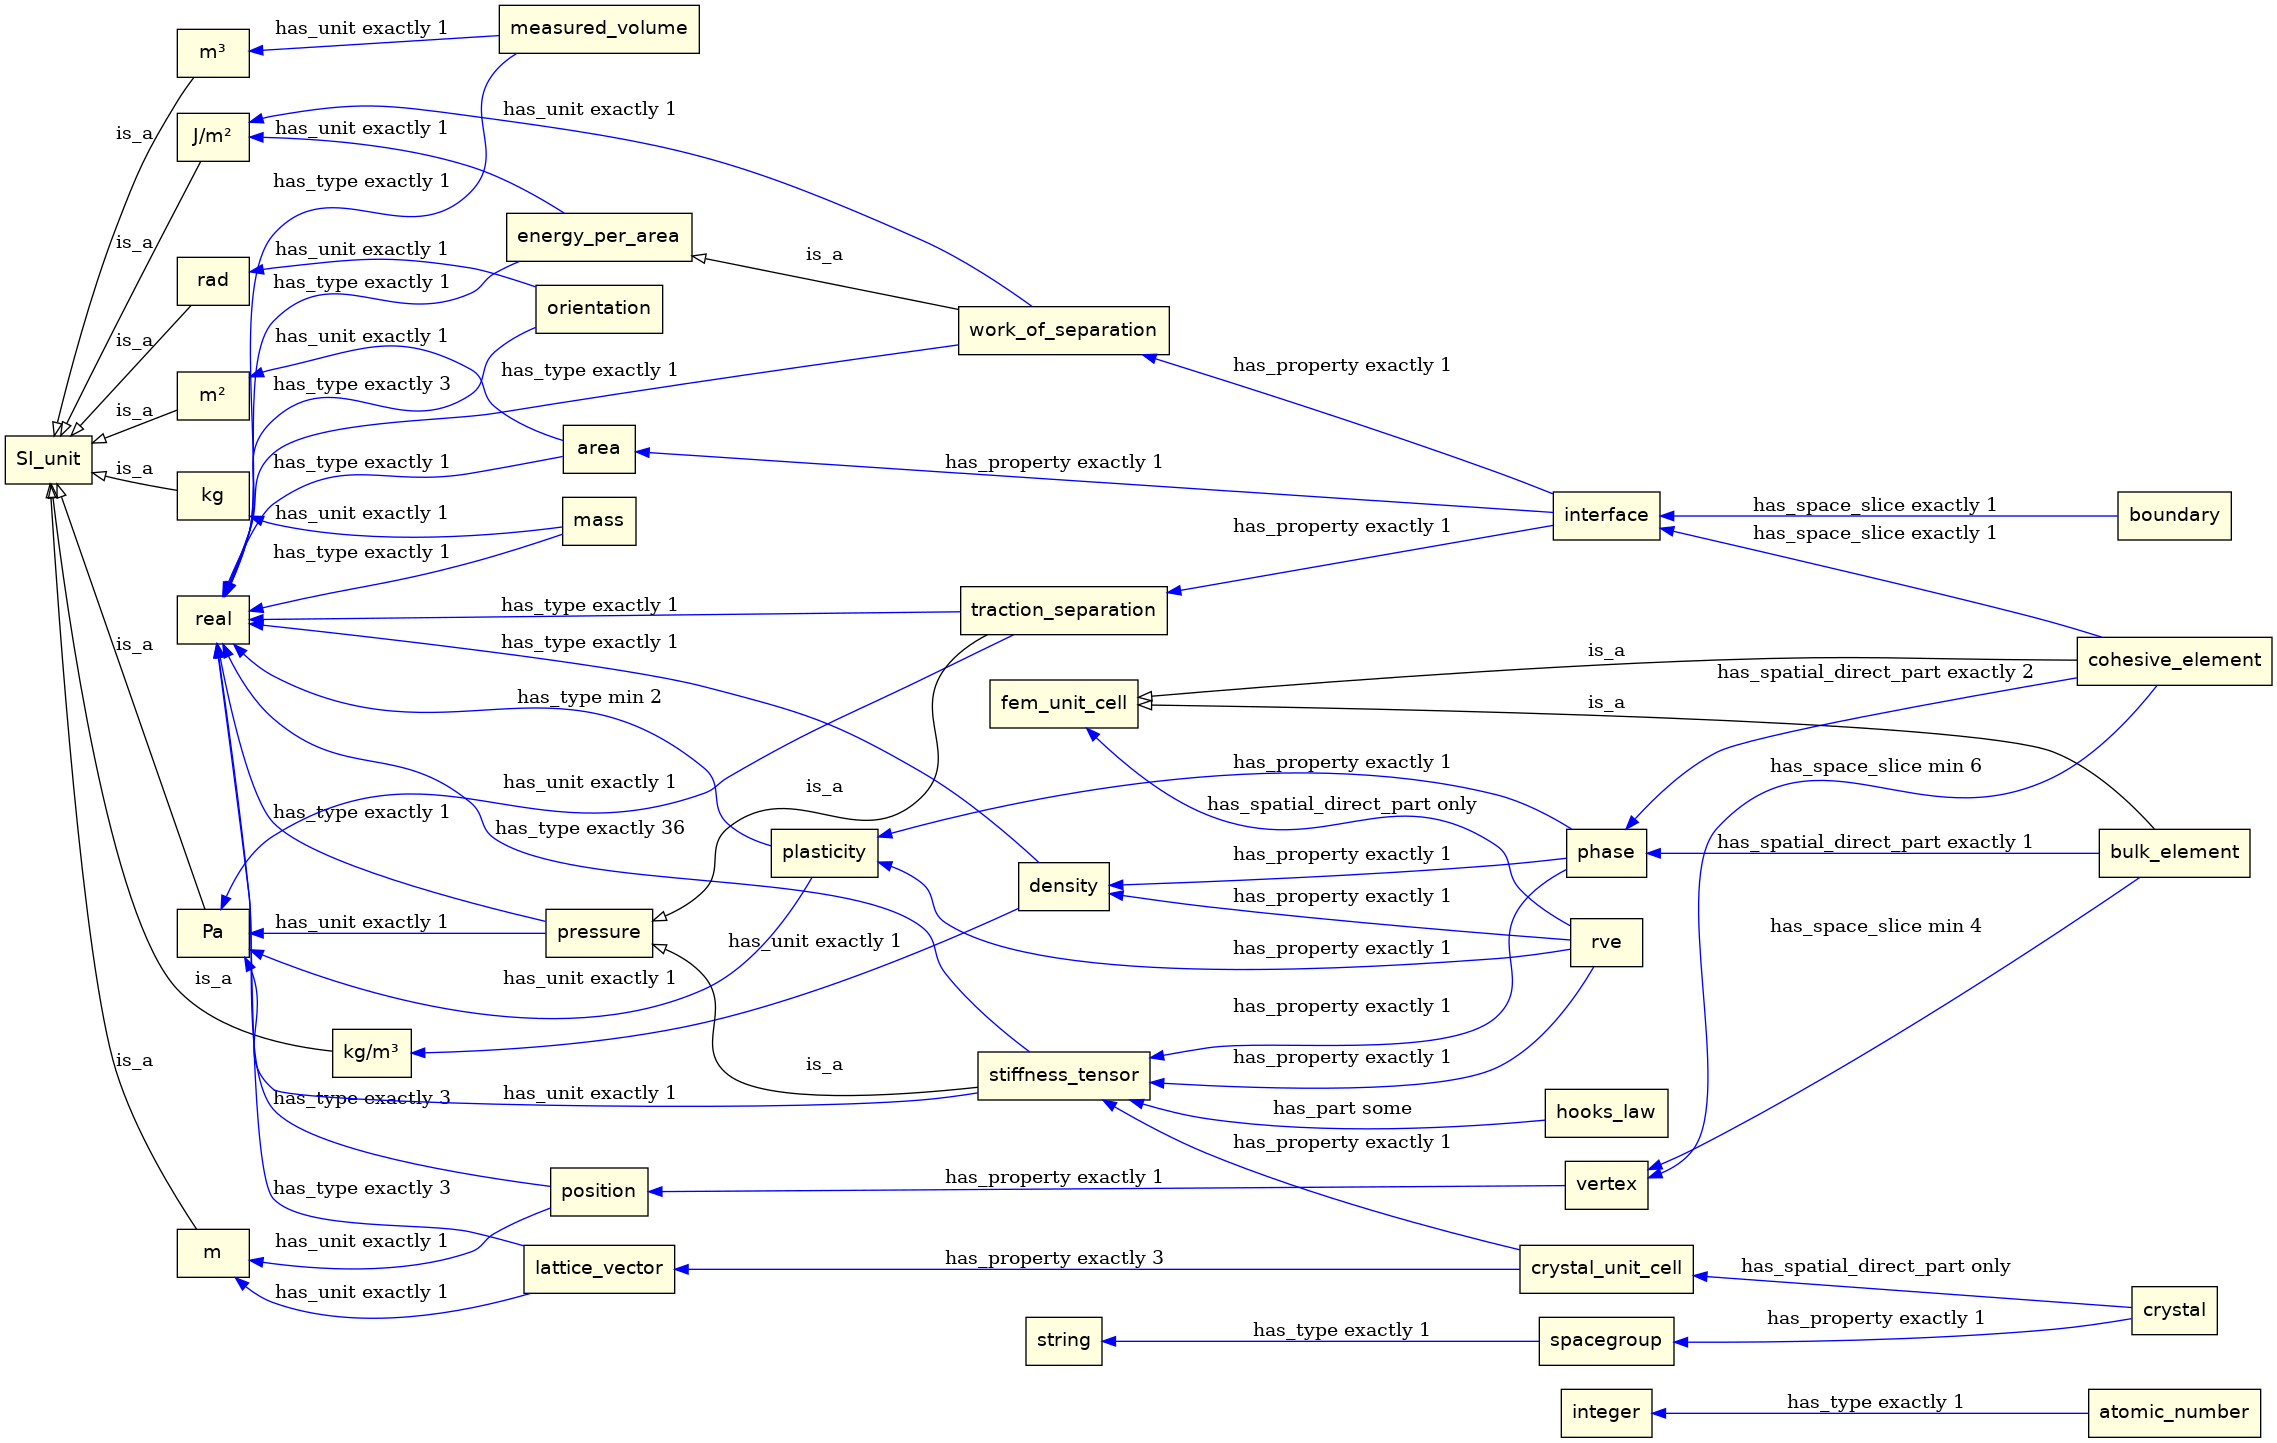 measured_volume
has_unit exactly 1
m³
has_unit exactly 1
J/m²
has_unit exactly 1
is_a
has_type exactly 1
energy_per_area
is_a
has_unit exactly 1
is_a
rad
has_type exactly 1
orientation
work_of_separation
has_unit exactly 1
is_a
has_property exactly 1
has_type exactly 1
has_type exactly 3
m²
is_a
area
SI_unit
is_a
has_type exactly 1
has_property exactly 1
kg
has_unit exactly 1
mass
has_property exactly 1
interface
has_space_slice exactly 1
boundary
has_space_slice exactly 1
has_type exactly 1
real
has_type exactly 1
traction_separation
is_a
has_type exactly 1
is_a
cohesive_element
has_spatial_direct_part exactly 2
has_type min 2
fem_unit_cell
is_a
has_property exactly 1
has_space_slice min 6
has_unit exactly 1
is_a
has_spatial_direct_part only
has_type exactly 1
has_type exactly 36
plasticity
has_property exactly 1
phase
has_spatial_direct_part exactly 1
bulk_element
density
has_property exactly 1
Pa
has_unit exactly 1
pressure
has_unit exactly 1
has_property exactly 1
rve
has_space_slice min 4
is_a
has_unit exactly 1
has_property exactly 1
kg/m³
is_a
is_a
has_property exactly 1
stiffness_tensor
has_type exactly 3
has_unit exactly 1
has_part some
hooks_law
has_property exactly 1
has_type exactly 3
position
has_property exactly 1
vertex
m
has_unit exactly 1
lattice_vector
has_property exactly 3
crystal_unit_cell
has_spatial_direct_part only
has_unit exactly 1
crystal
has_property exactly 1
string
has_type exactly 1
spacegroup
integer
has_type exactly 1
atomic_number